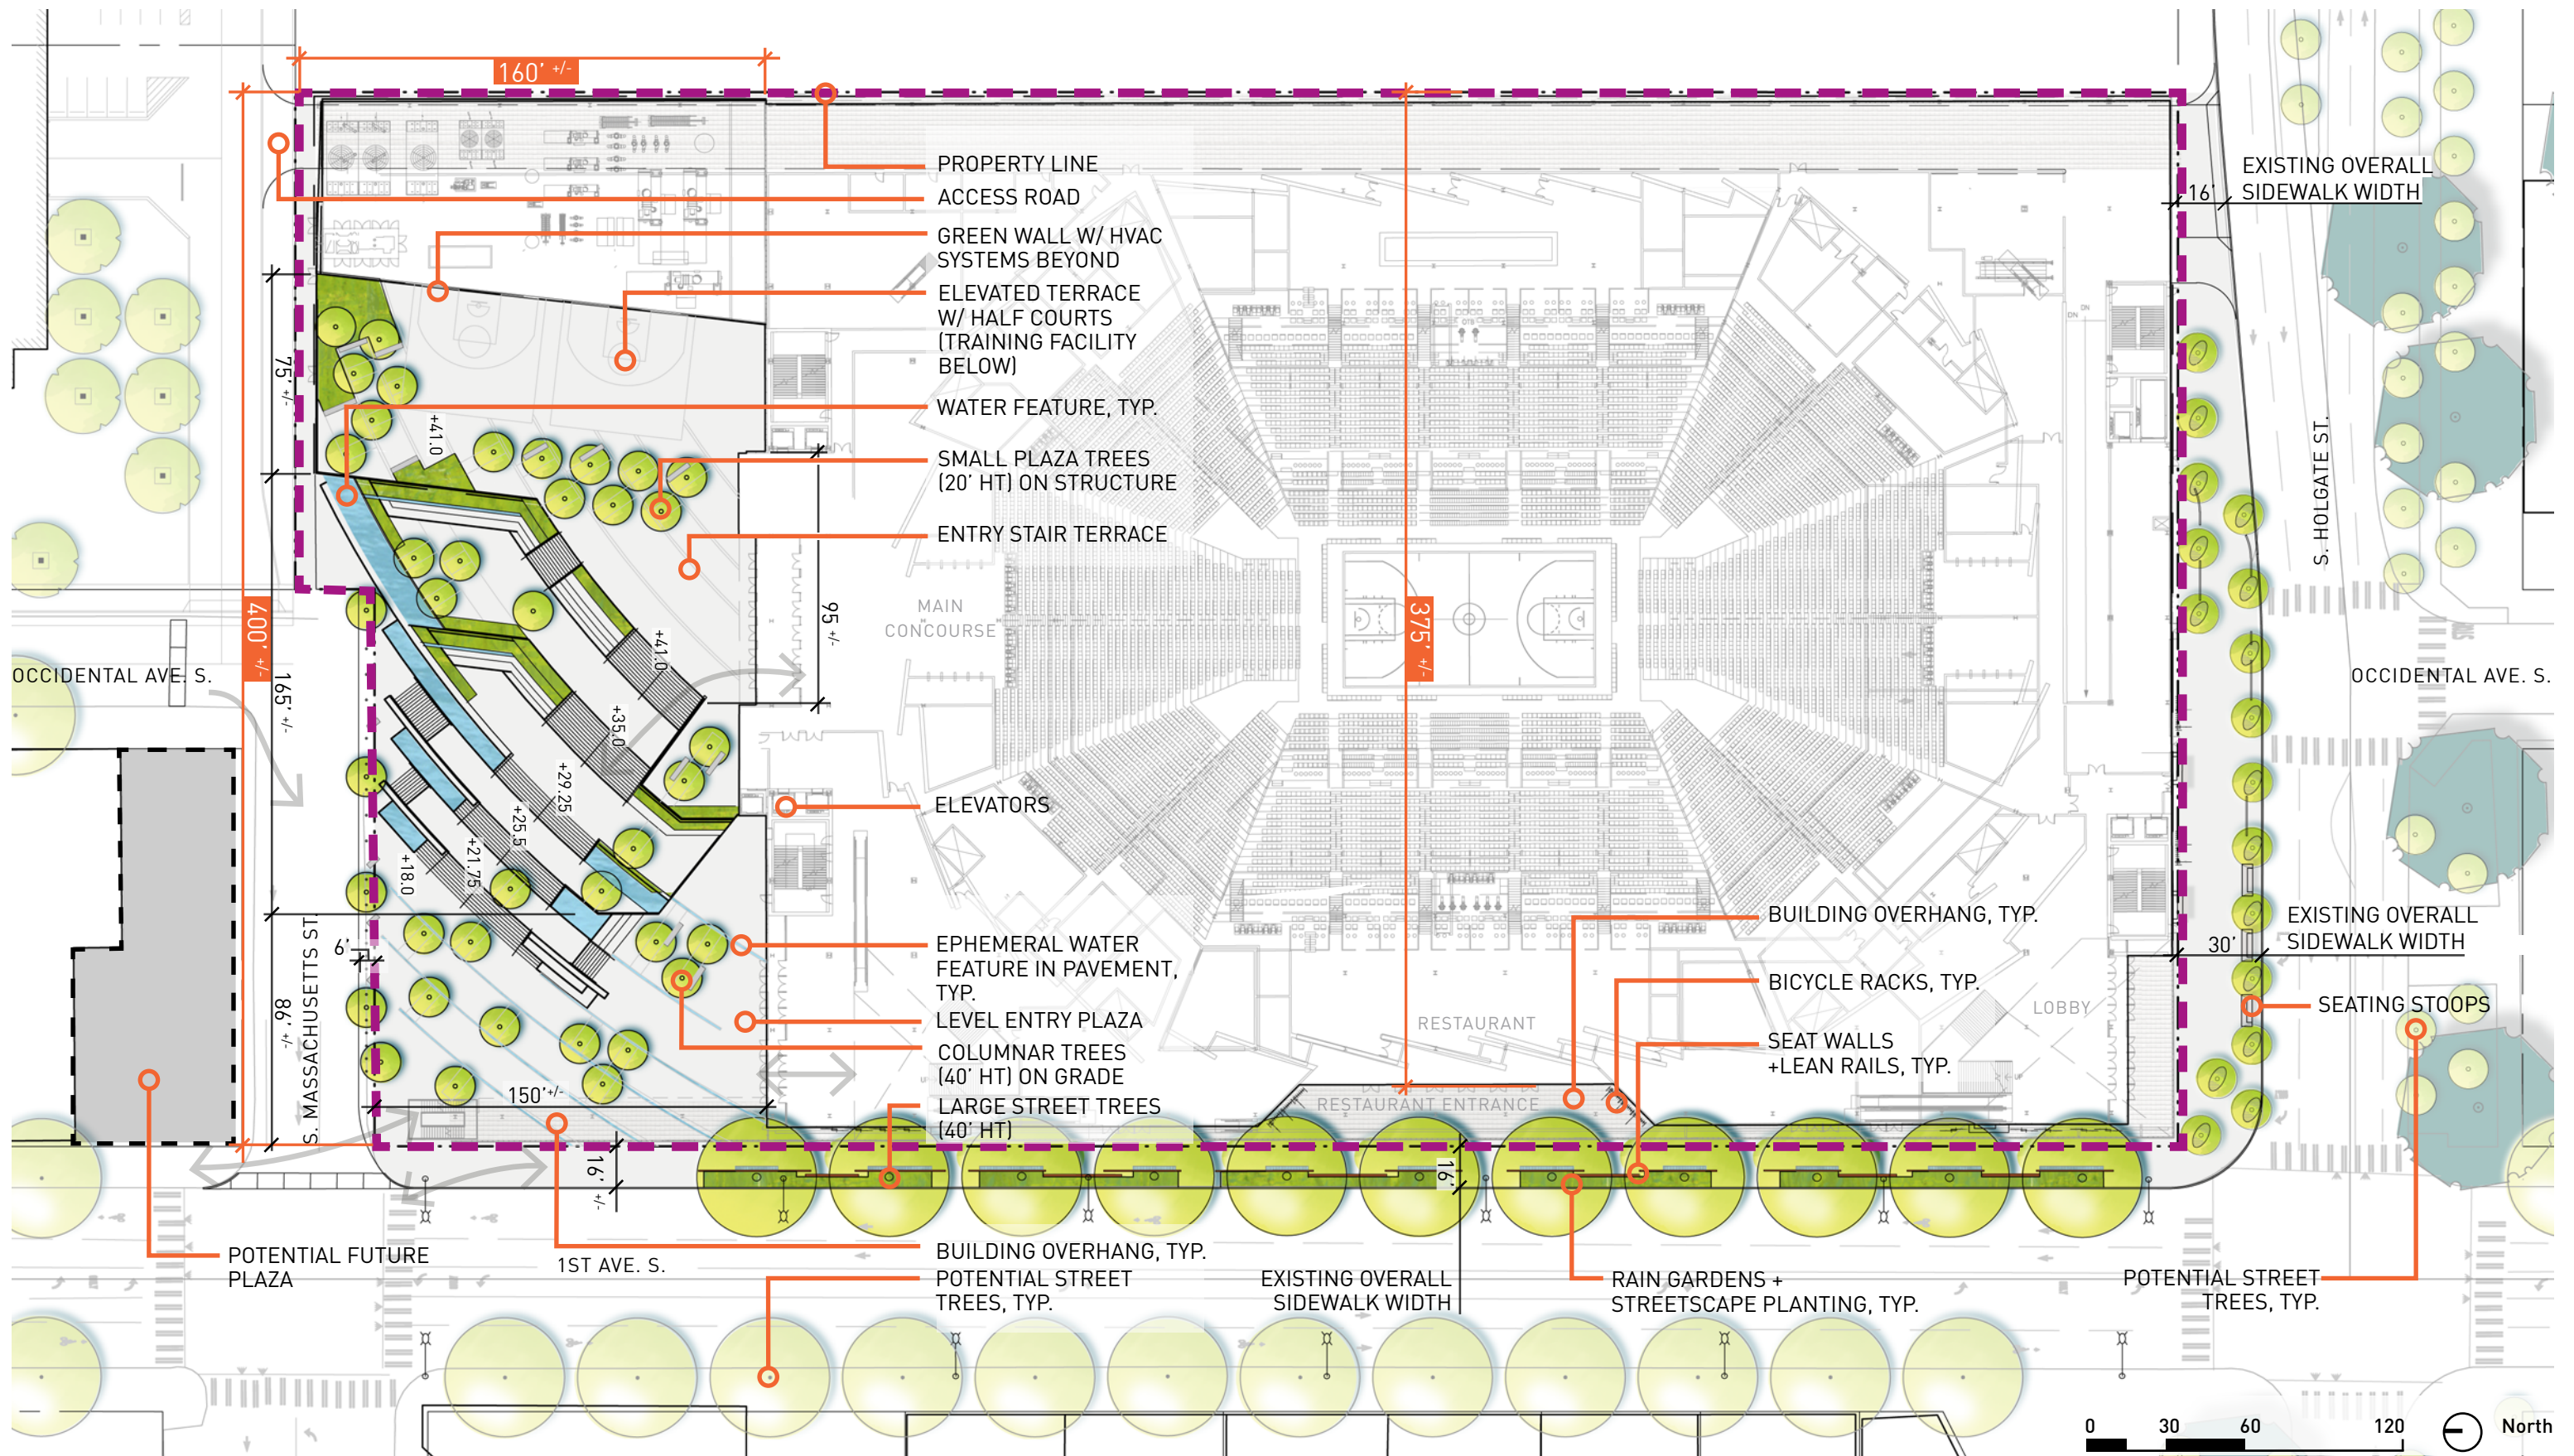 160' +/-
PROPERTY LINE
ACCESS ROAD
GREEN WALL W/ HVAC
SYSTEMS BEYOND
ELEVATED TERRACE
W/ HALF COURTS
(TRAINING FACILITY
BELOW)
WATER FEATURE, TYP.
SMALL PLAZA TREES
(20' HT) ON STRUCTURE
ENTRY STAIR TERRACE
EXISTING OVERALL
SIDEWALK WIDTH
16'
75' +/-
+41.0
400' +/-
165' +/-
95 +/-
375' +/-
MAIN
CONCOURSE
S. HOLGATE ST.
OCCIDENTAL AVE. S.
OCCIDENTAL AVE. S.
+41.0
+35.0
+29.25
+25.5
+21.75
+18.0
ELEVATORS
DN
DN
BUILDING OVERHANG, TYP.
BICYCLE RACKS, TYP.
SEAT WALLS
+LEAN RAILS, TYP.
EXISTING OVERALL
SIDEWALK WIDTH
30'
SEATING STOOPS
LOBBY
UP
RESTAURANT
RESTAURANT ENTRANCE
EPHEMERAL WATER
FEATURE IN PAVEMENT,
TYP.
LEVEL ENTRY PLAZA
COLUMNAR TREES
(40' HT) ON GRADE
LARGE STREET TREES
(40' HT)
6'
86' +/-
S. MASSACHUSETTS ST.
150' +/-
16' +/-
16'
POTENTIAL FUTURE
PLAZA
1ST AVE. S.
BUILDING OVERHANG, TYP.
POTENTIAL STREET
TREES, TYP.
EXISTING OVERALL
SIDEWALK WIDTH
RAIN GARDENS +
STREETSCAPE PLANTING, TYP.
POTENTIAL STREET
TREES, TYP.
0 30 60 120
North